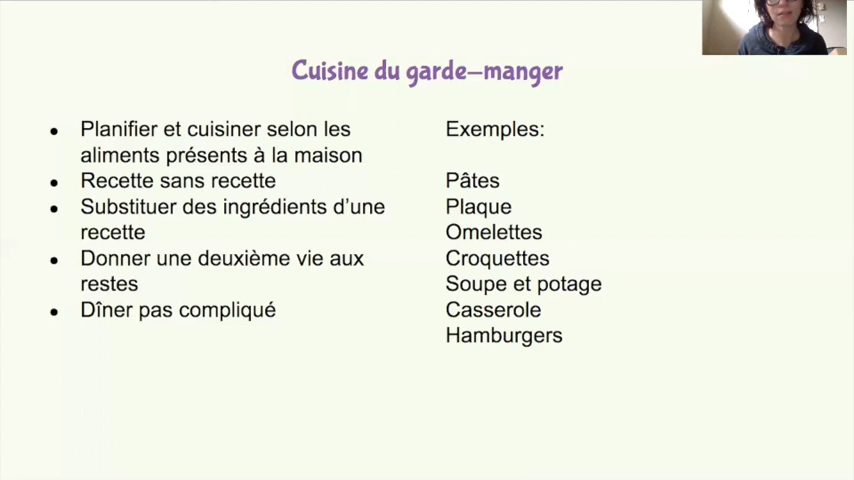 Cuisine du garde-manger
Planifier et cuisiner selon les
aliments présents à la maison
Recette sans recette
Substituer des ingrédients d'une
recette
Donner une deuxième vie aux
restes
Dîner pas compliqué
Exemples:
Pâtes
Plaque
Omelettes
Croquettes
Soupe et potage
Casserole
Hamburgers